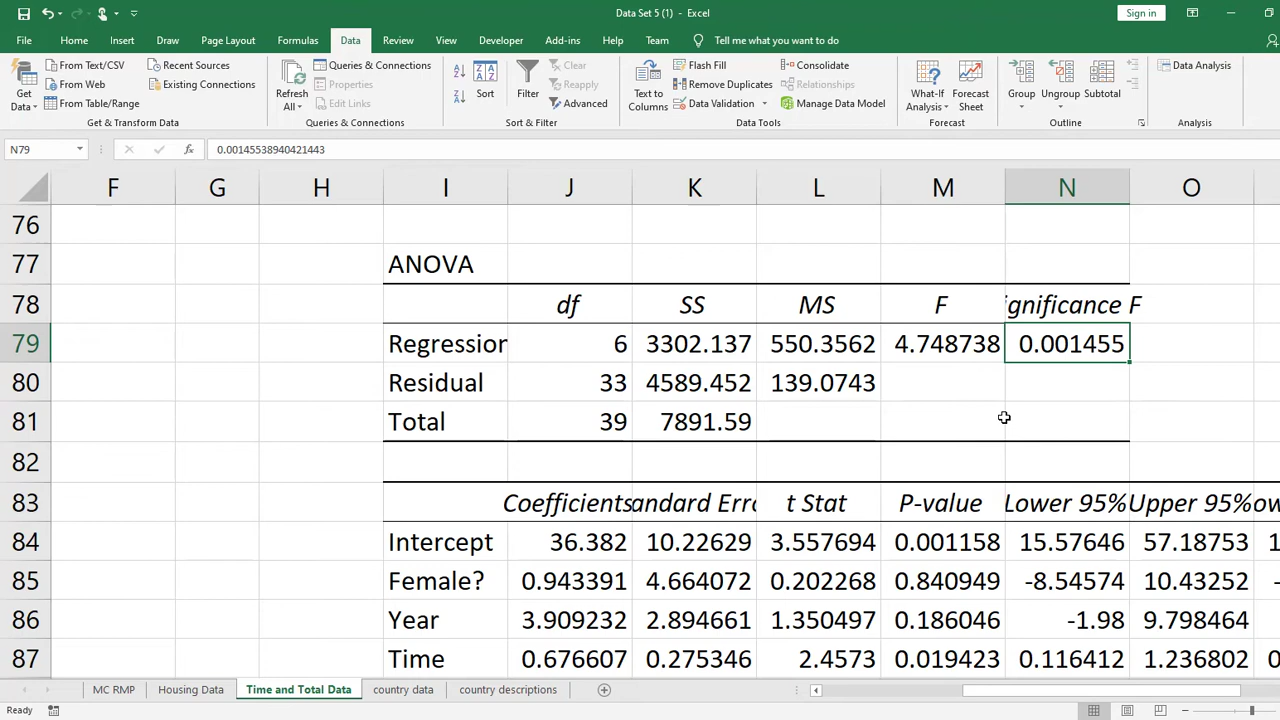 Data Set 5 (1) - Excel
Sign in
File Home Insert Draw Page Layout Formulas Data Review View Developer Add-ins Help Team Tell me what you want to do
Get Data
From Text/CSV
From Web
From Table/Range
Recent Sources
Existing Connections
Get & Transform Data
Refresh All
Queries & Connections
Properties
Edit Links
Queries & Connections
Sort
Filter
Clear
Reapply
Advanced
Sort & Filter
Text to Columns
Flash Fill
Remove Duplicates
Data Validation
Consolidate
Relationships
Manage Data Model
Data Tools
What-If Analysis
Forecast Sheet
Forecast
Group
Ungroup
Subtotal
Outline
Data Analysis
Analysis
N79 fx 0.00145538940421443
F G H I J K L M N O
76
77 ANOVA
78 df SS MS F ignificance F
79 Regression 6 3302.137 550.3562 4.748738 0.001455
80 Residual 33 4589.452 139.0743
81 Total 39 7891.59
82
83 Coefficients andard Erro t Stat P-value Lower 95% Upper 95% ow
84 Intercept 36.382 10.22629 3.557694 0.001158 15.57646 57.18753 1
85 Female? 0.943391 4.664072 0.202268 0.840949 -8.54574 10.43252 -
86 Year 3.909232 2.894661 1.350497 0.186046 -1.98 9.798464
87 Time 0.676607 0.275346 2.4573 0.019423 0.116412 1.236802 0
MC RMP Housing Data Time and Total Data country data country descriptions
Ready